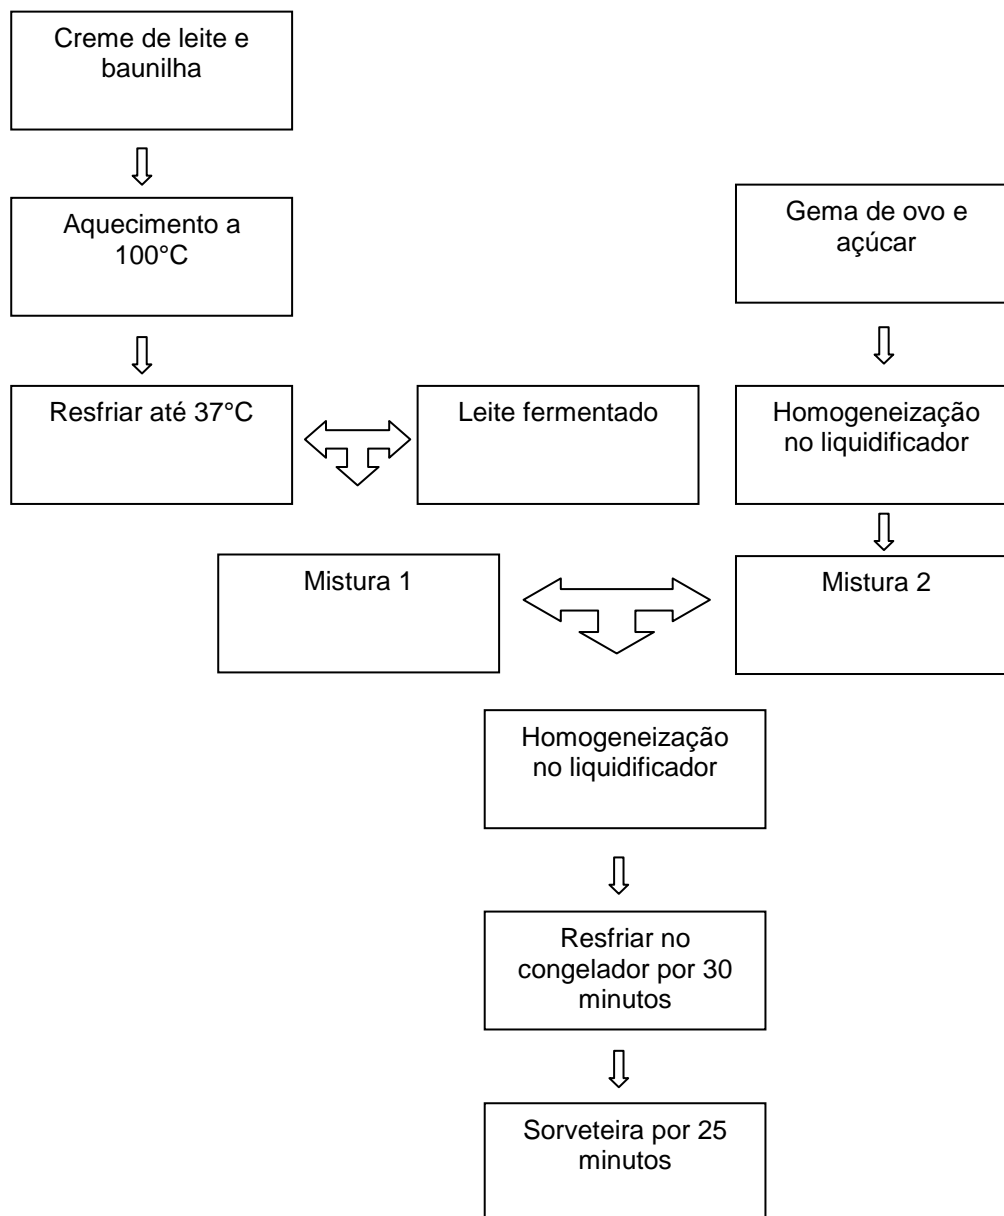 Creme de leite e
baunilha
Aquecimento a
100°C
Gema de ovo e
açúcar
Resfriar até 37°C
Leite fermentado
Homogeneização
no liquidificador
Mistura 1
Mistura 2
Homogeneização
no liquidificador
Resfriar no
congelador por 30
minutos
Sorveteira por 25
minutos